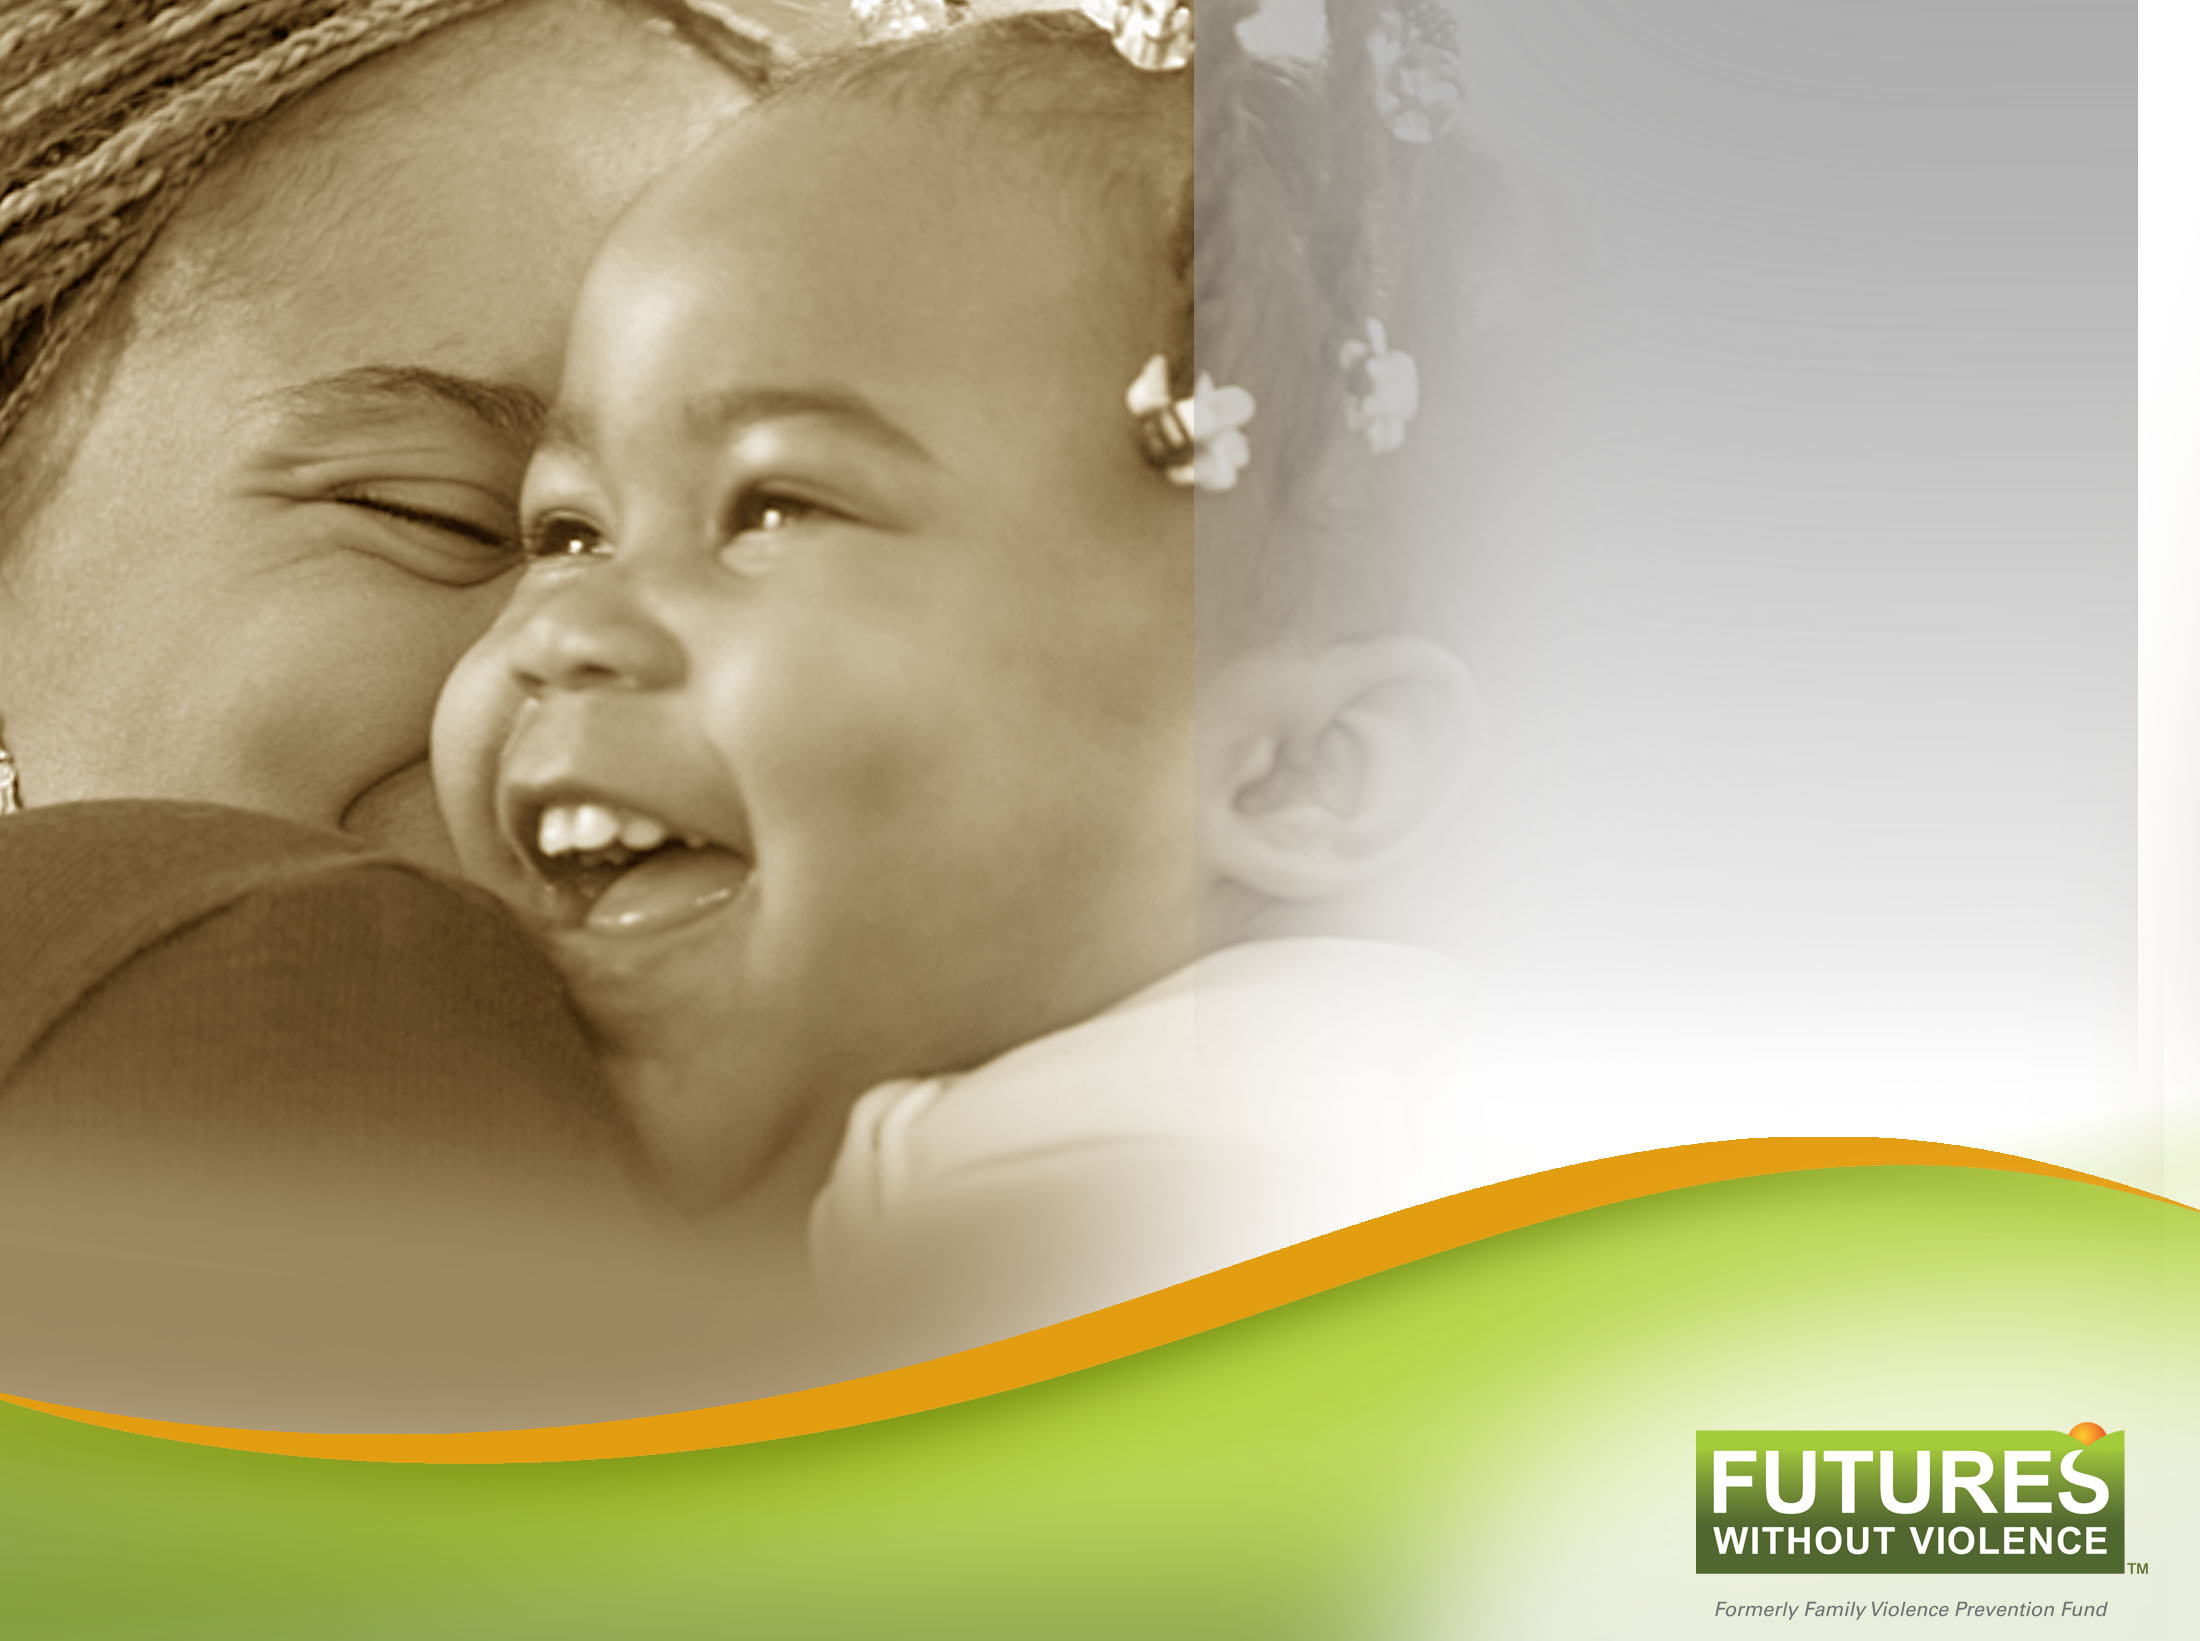 FUTURES
WITHOUT VIOLENCE
TM
Formerly Family Violence Prevention Fund